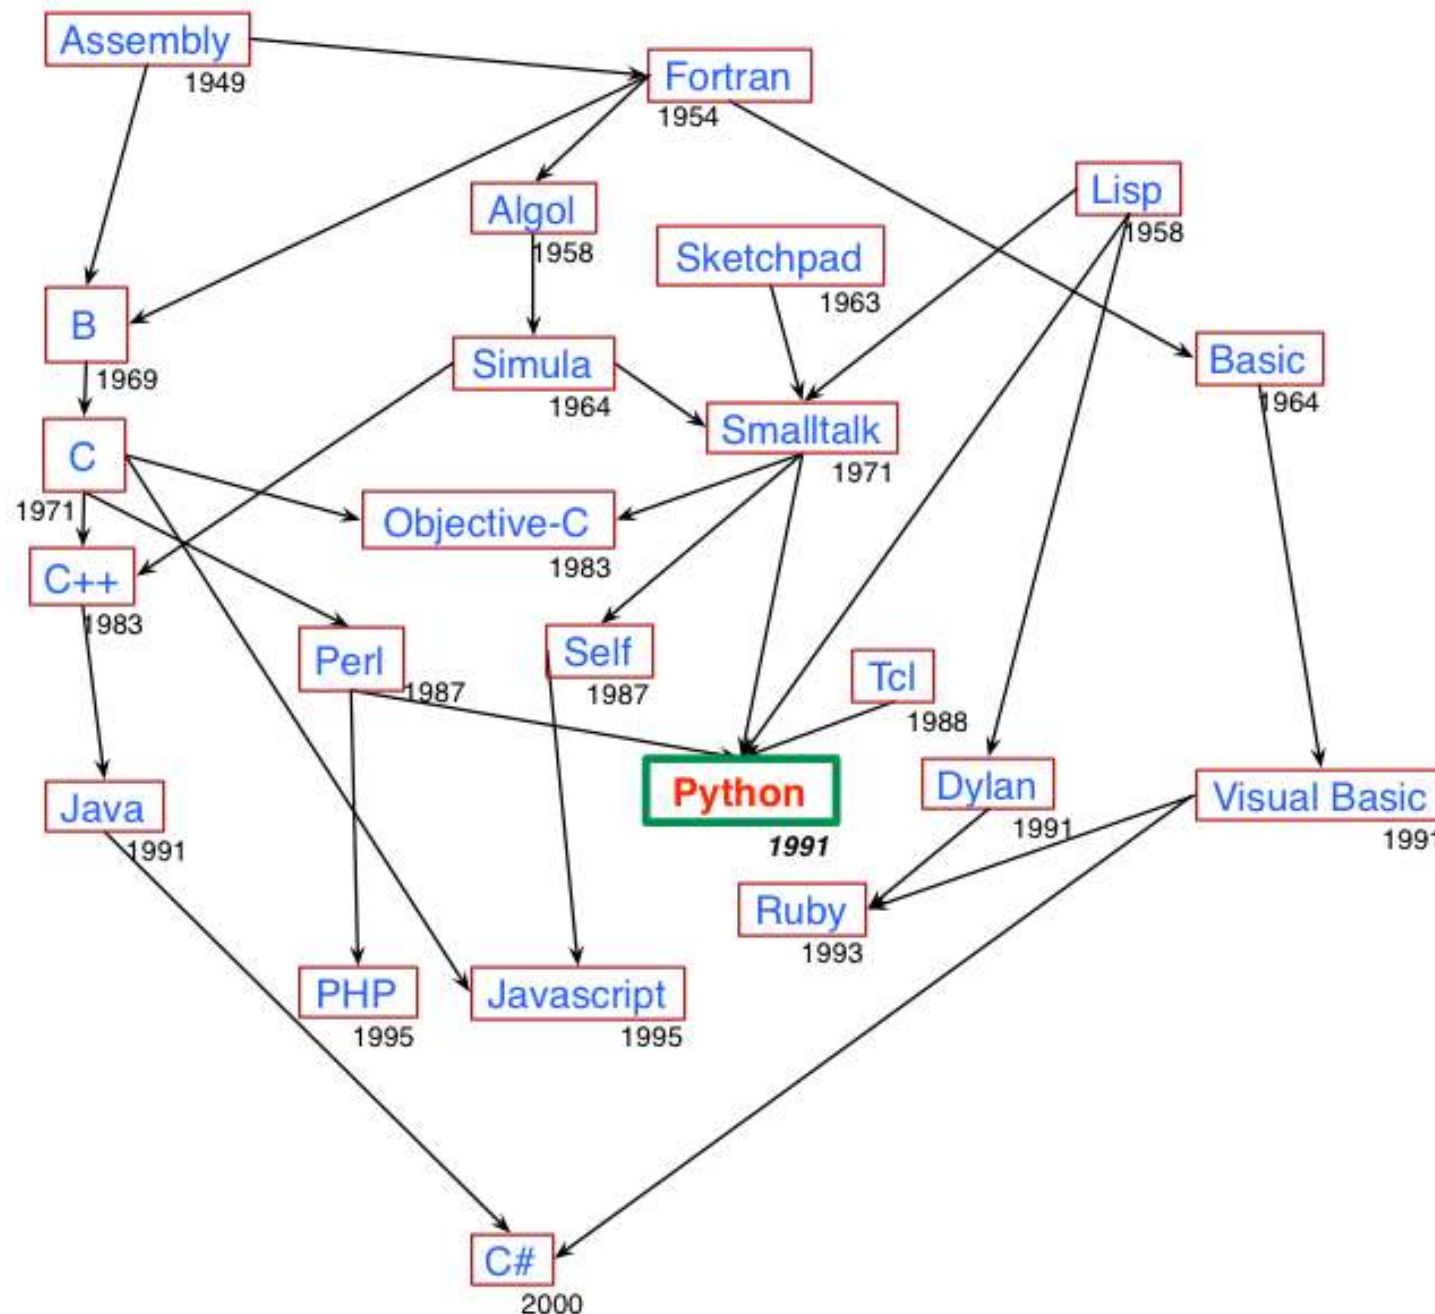 Assembly
1949
Fortran
1954
Lisp
1958
Algol
1958
Sketchpad
1963
B
1969
Simula
1964
Basic
1964
Smalltalk
1971
C
1971
Objective-C
1983
C++
1983
Perl
1987
Self
1987
Tcl
1988
Java
1991
Python
1991
Dylan
1991
Visual Basic
1991
Ruby
1993
PHP
1995
Javascript
1995
C#
2000